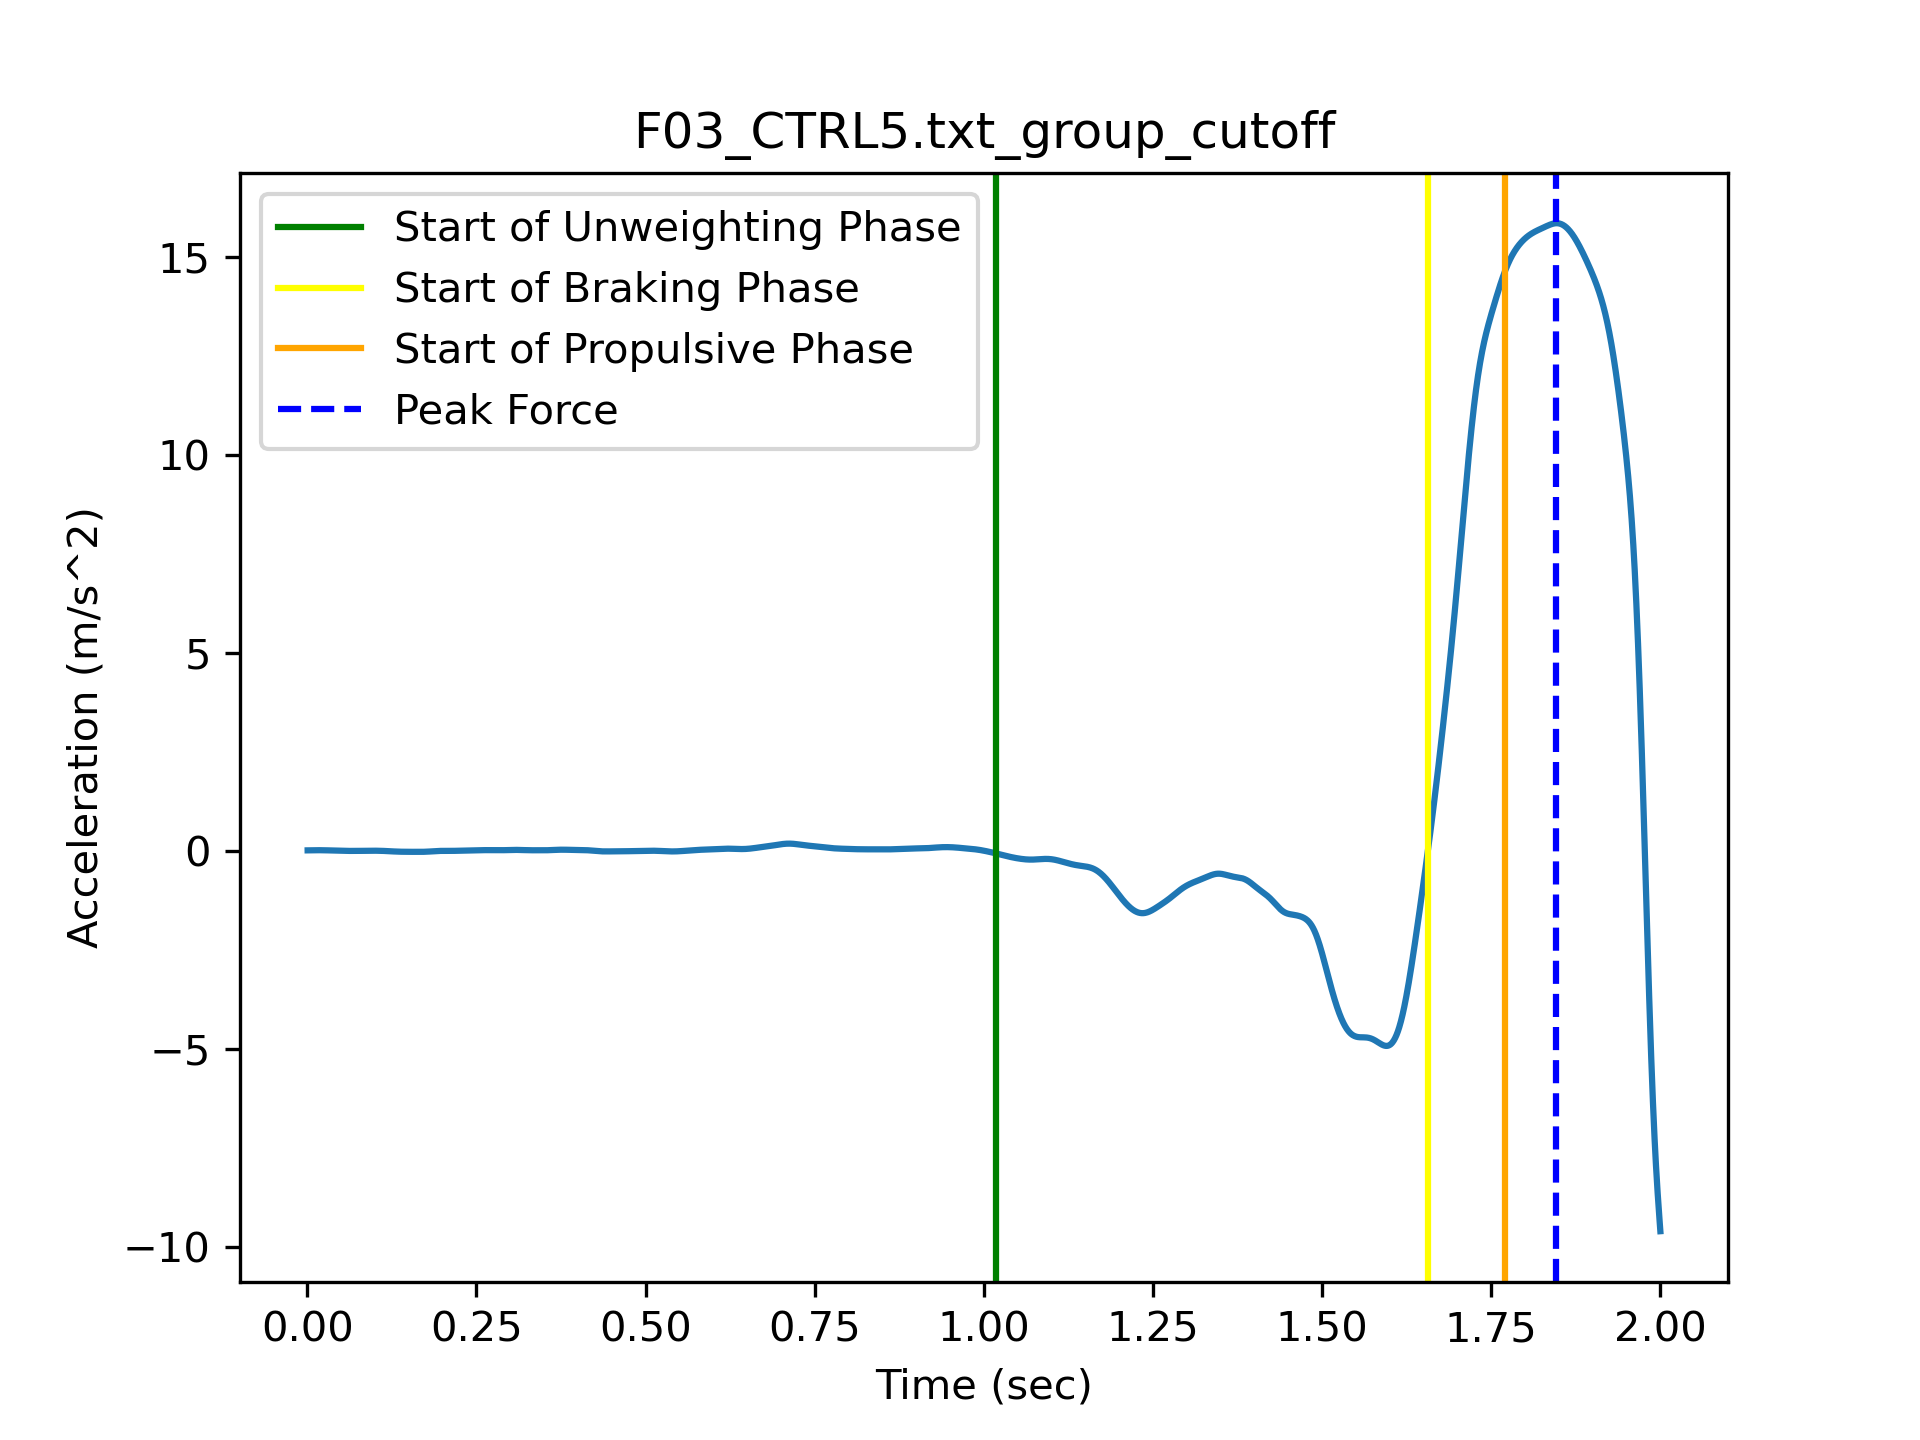 F03_CTRL5.txt_group_cutoff
Start of Unweighting Phase
Start of Braking Phase
Start of Propulsive Phase
Peak Force
Acceleration (m/s^2)
15
10
5
0
−5
−10
0.00 0.25 0.50 0.75 1.00 1.25 1.50 1.75 2.00
Time (sec)